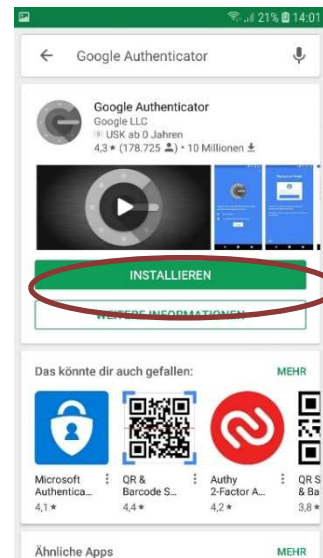 21% 14:01
Google Authenticator
Google Authenticator
Google LLC
USK ab 0 Jahren
4,3 ★ (178.725) • 10 Millionen
INSTALLIEREN
WEITERE INFORMATIONEN
Das könnte dir auch gefallen: MEHR
Microsoft Authentica...
4,1 ★
QR & Barcode S...
4,4 ★
Authy 2-Factor A...
4,2 ★
QR S & Ba
3,8 ★
Ähnliche Apps MEHR